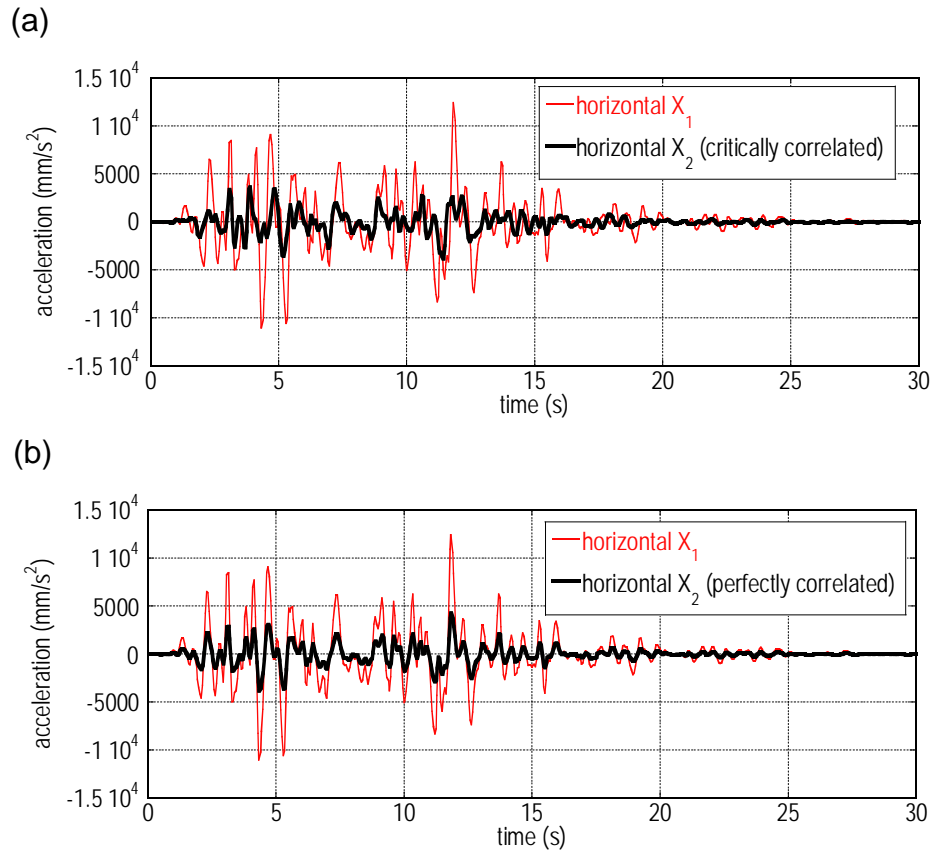 (a)
1.5 10⁴
1 10⁴
5000
0
-5000
-1 10⁴
-1.5 10⁴
acceleration (mm/s²)
horizontal X₁
horizontal X₂ (critically correlated)
0 5 10 15 20 25 30
time (s)
(b)
1.5 10⁴
1 10⁴
5000
0
-5000
-1 10⁴
-1.5 10⁴
acceleration (mm/s²)
horizontal X₁
horizontal X₂ (perfectly correlated)
0 5 10 15 20 25 30
time (s)